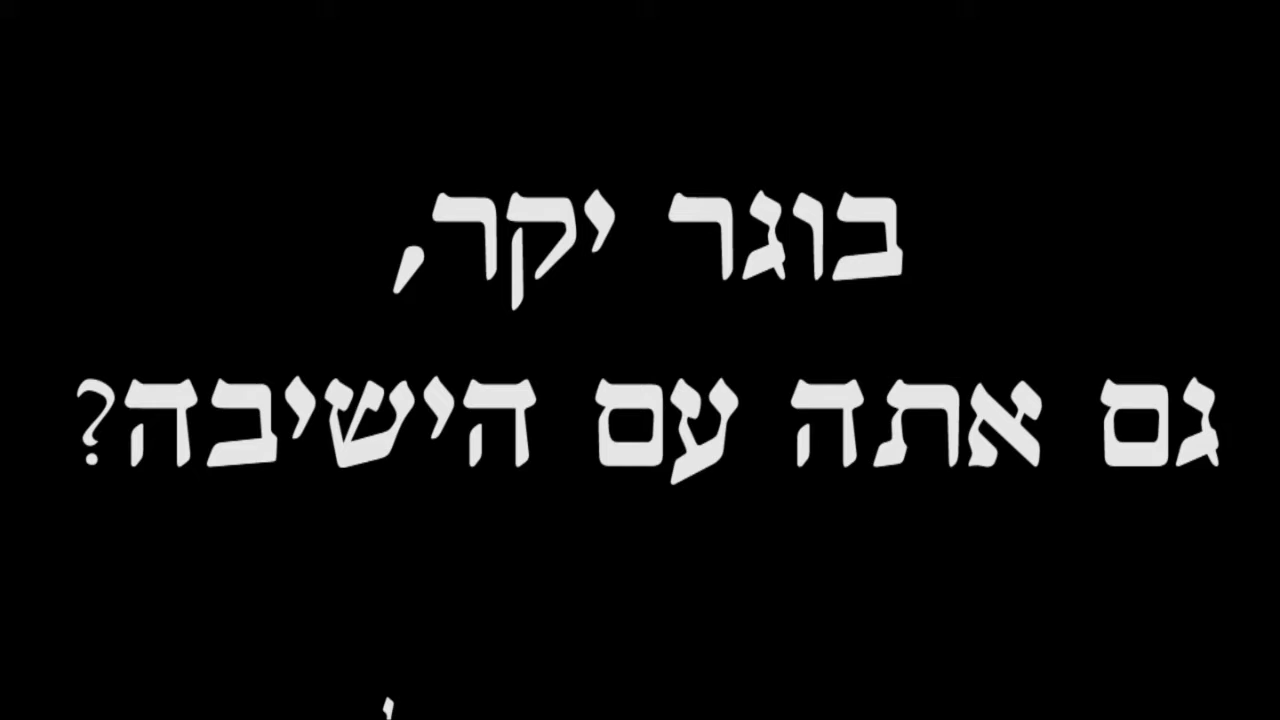 בוגר יקר,
גם אתה עם הישיבה?